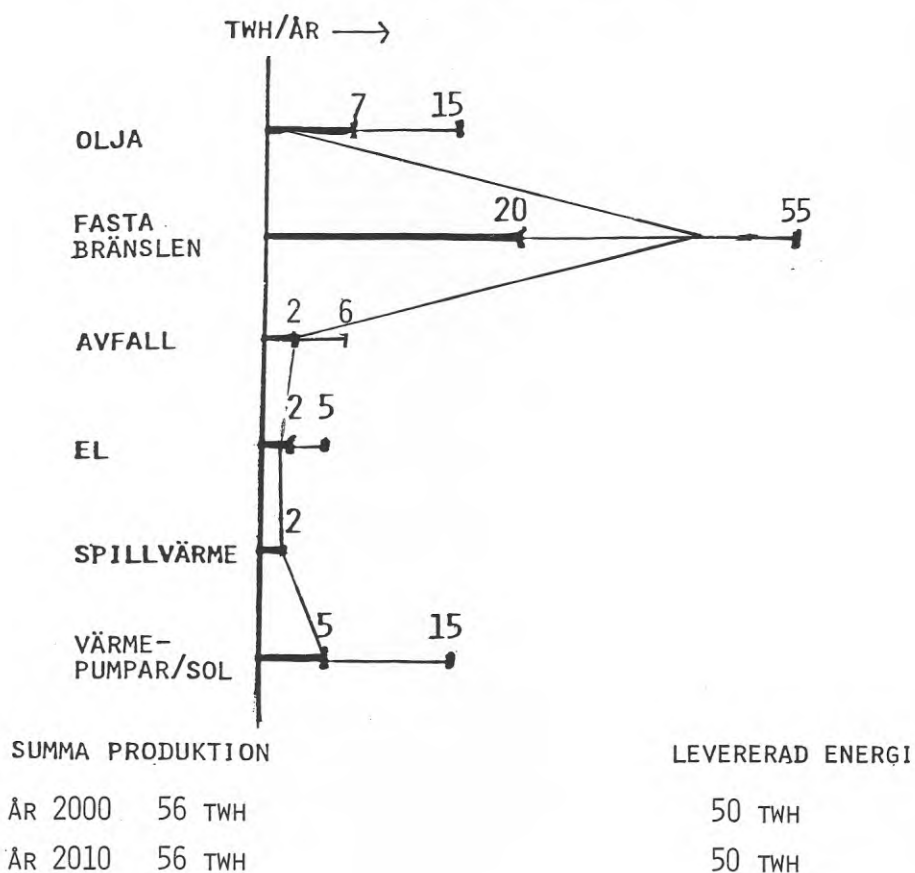 TWH/ÅR →
7 15
OLJA
20 55
FASTA
BRÄNSLEN
2 6
AVFALL
2 5
EL
2
SPILLVÄRME
5 15
VÄRME-
PUMPAR/SOL
SUMMA PRODUKTION LEVERERAD ENERGI
ÅR 2000 56 TWH 50 TWH
ÅR 2010 56 TWH 50 TWH